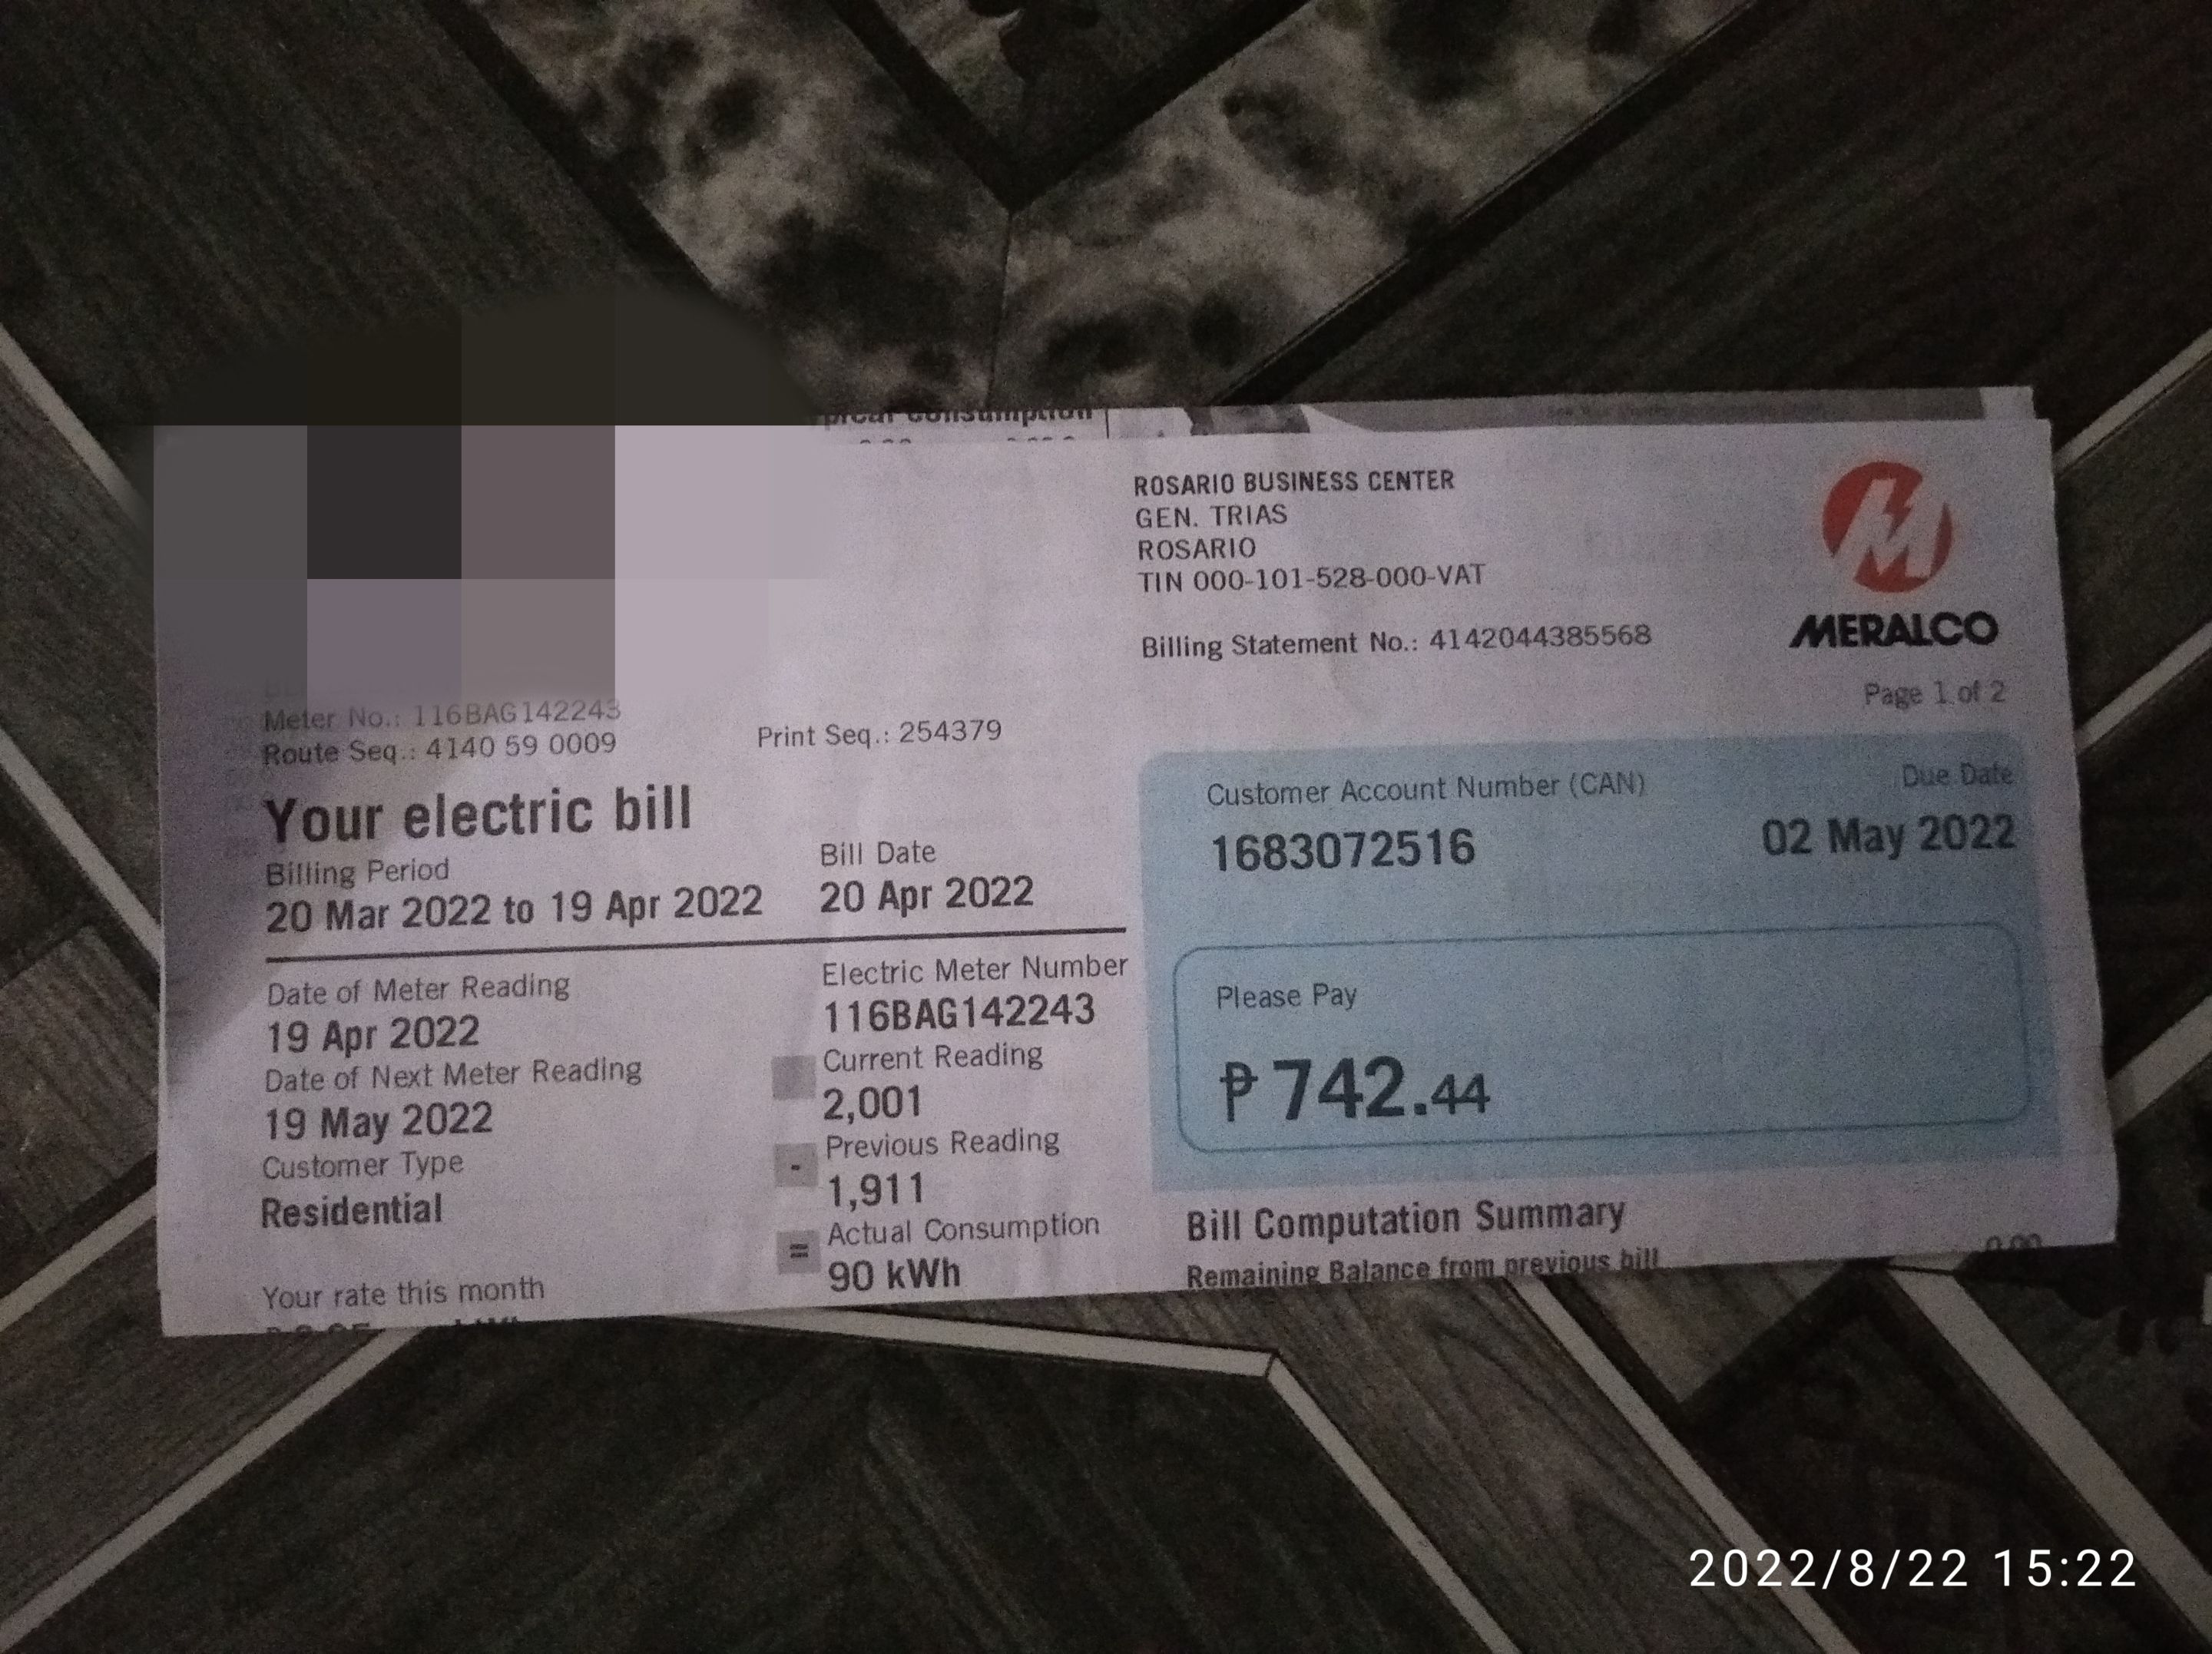 Consumption
ROSARIO BUSINESS CENTER
GEN. TRIAS
ROSARIO
TIN 000-101-528-000-VAT
Billing Statement No.: 4142044385568
MERALCO
Page 1 of 2
Meter No.: 116BAG142243
Route Seq.: 4140 59 0009
Print Seq.: 254379
Your electric bill
Billing Period
20 Mar 2022 to 19 Apr 2022
Bill Date
20 Apr 2022
Date of Meter Reading
19 Apr 2022
Date of Next Meter Reading
19 May 2022
Customer Type
Residential
Your rate this month
Electric Meter Number
116BAG142243
Current Reading
2,001
- Previous Reading
1,911
= Actual Consumption
90 kWh
Customer Account Number (CAN)
1683072516
Due Date
02 May 2022
Please Pay
₱ 742.44
Bill Computation Summary
Remaining Balance from previous bill 0.00
2022/8/22 15:22